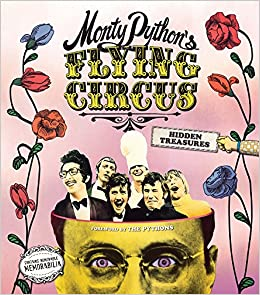 Monty Python's
FLYING
CIRCUS
HIDDEN
TREASURES
FOREWORD BY THE PYTHONS
CONTAINS REMOVABLE
MEMORABILIA